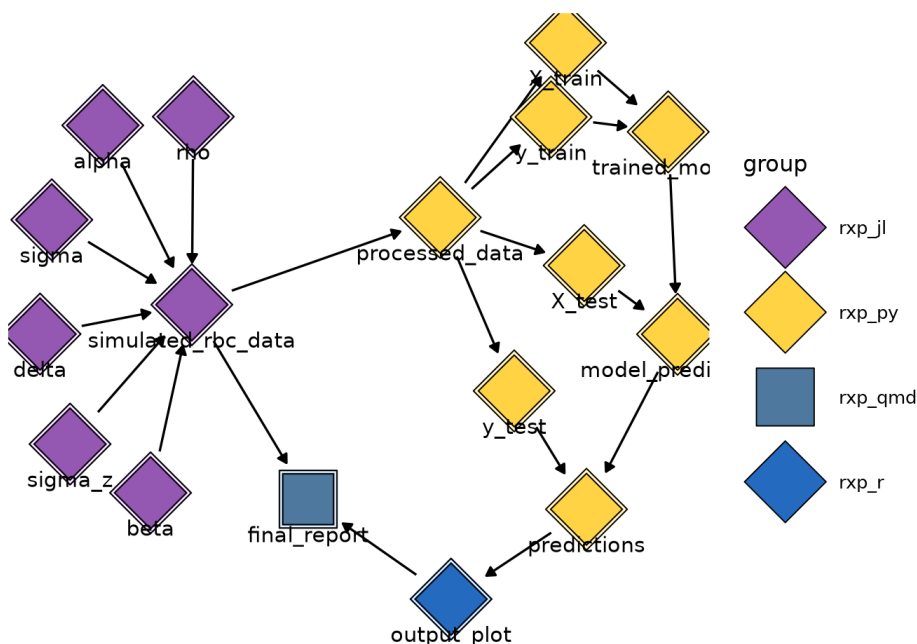 X_train
y_train
trained_mo
alpha
rho
sigma
processed_data
X_test
simulated_rbc_data
delta
model_predi
y_test
sigma_z
beta
final_report
predictions
output_plot
group
rxp_jl
rxp_py
rxp_qmd
rxp_r